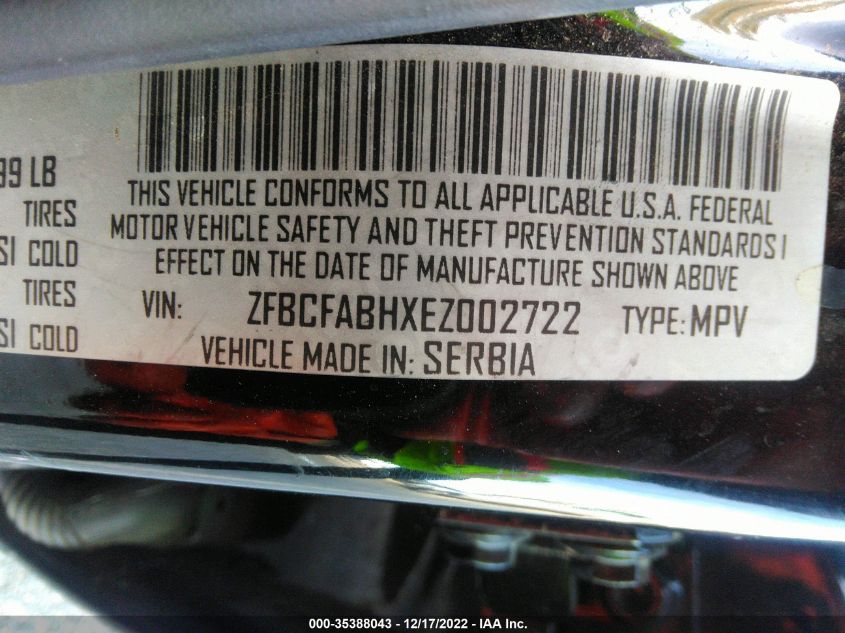 99 LB
TIRES
SI COLD
TIRES
SI COLD
THIS VEHICLE CONFORMS TO ALL APPLICABLE U.S.A. FEDERAL
MOTOR VEHICLE SAFETY AND THEFT PREVENTION STANDARDS I
EFFECT ON THE DATE OF MANUFACTURE SHOWN ABOVE
VIN: ZFBCFABHXEZ002722 TYPE: MPV
VEHICLE MADE IN: SERBIA
000-35388043 - 12/17/2022 - IAA Inc.